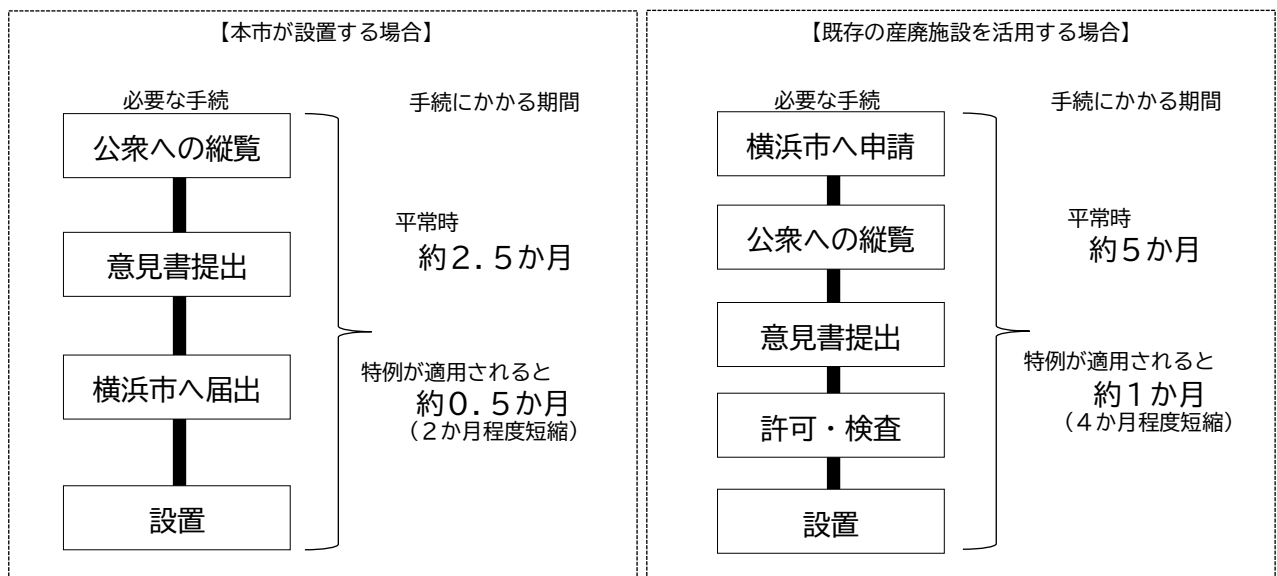 【本市が設置する場合】
必要な手続
手続にかかる期間
公衆への縦覧
意見書提出
横浜市へ届出
設置
平常時
約2.5か月
特例が適用されると
約0.5か月
(2か月程度短縮)
【既存の産廃施設を活用する場合】
必要な手続
手続にかかる期間
横浜市へ申請
公衆への縦覧
意見書提出
許可・検査
設置
平常時
約5か月
特例が適用されると
約1か月
(4か月程度短縮)